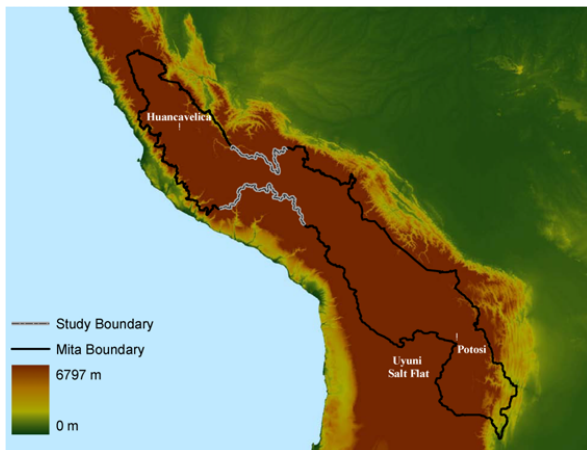 Huancavelica
Study Boundary
Mita Boundary
6797 m
0 m
Uyuni
Salt Flat
Potosi